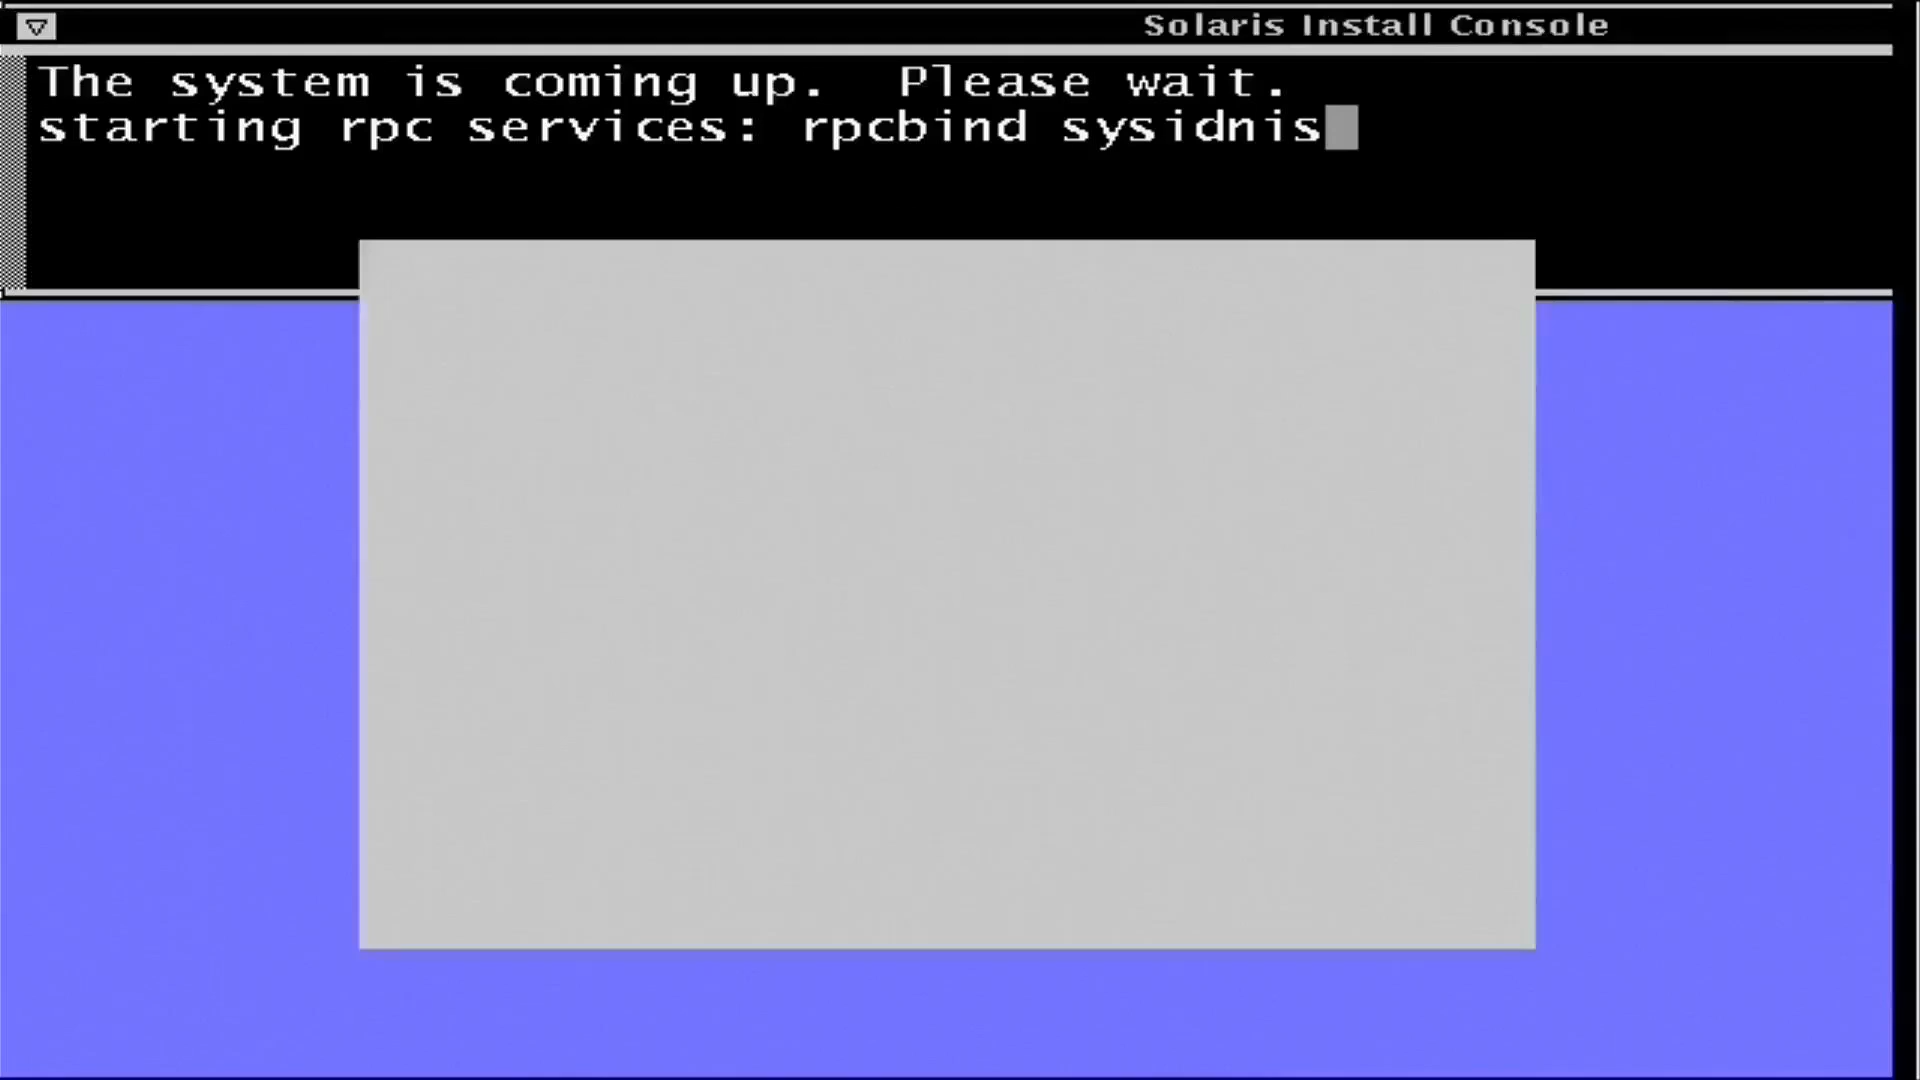 Solaris Install Console
The system is coming up.  Please wait.
starting rpc services: rpcbind sysidnis